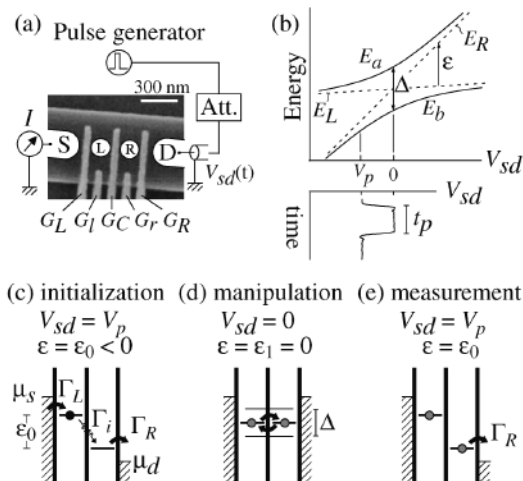 (a)
Pulse generator
300 nm
Att.
I
S
L
R
D
V_sd(t)
G_L G_l G_C G_r G_R
(b)
Energy
E_a
E_R
ε
Δ
E_L
E_b
V_sd
V_p
0
V_sd
time
t_p
(c) initialization
V_sd = V_p
ε = ε_0 < 0
μ_s
Γ_L
Γ_i
Γ_R
ε_0
μ_d
(d) manipulation
V_sd = 0
ε = ε_1 = 0
Δ
(e) measurement
V_sd = V_p
ε = ε_0
Γ_R